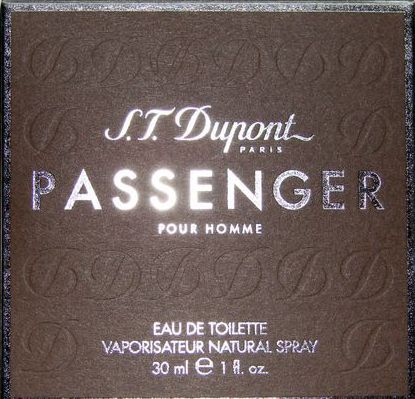 S.T. Dupont
PARIS
PASSENGER
POUR HOMME
EAU DE TOILETTE
VAPORISATEUR NATURAL SPRAY
30 ml ℮ 1 fl. oz.